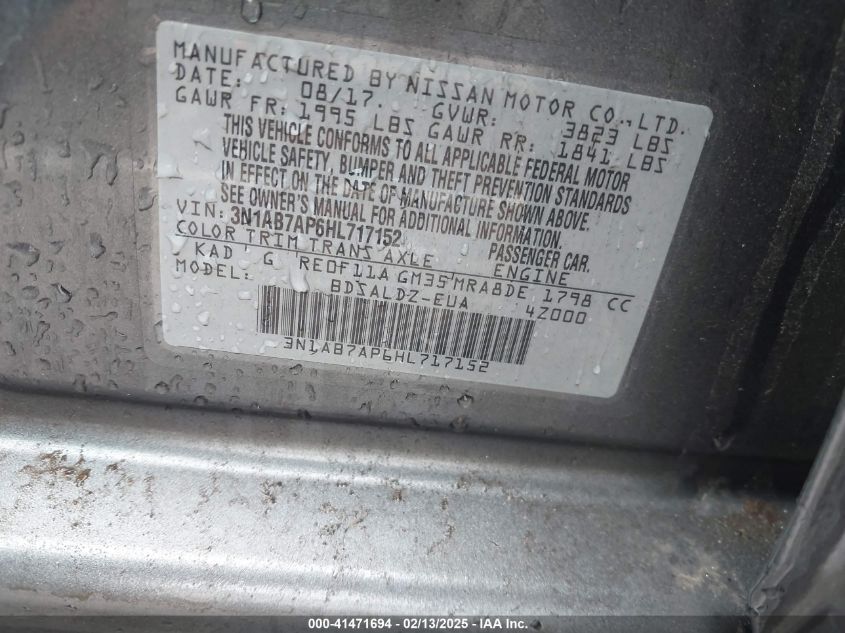 MANUFACTURED BY NISSAN MOTOR CO.,LTD.
DATE: 08/17. GVWR: 3823 LBS
GAWR FR: 1995 LBS GAWR RR: 1841 LBS
THIS VEHICLE CONFORMS TO ALL APPLICABLE FEDERAL MOTOR
VEHICLE SAFETY, BUMPER AND THEFT PREVENTION STANDARDS
IN EFFECT ON THE DATE OF MANUFACTURE SHOWN ABOVE.
SEE OWNER'S MANUAL FOR ADDITIONAL INFORMATION.
VIN: 3N1AB7AP6HL717152 PASSENGER CAR.
COLOR TRIM TRANS AXLE ENGINE
KAD G RE0F11A GM35 MRA8DE 1798 CC
MODEL: BDSALDZ-EUA 4Z000
3N1AB7AP6HL717152
000-41471694 | 02/13/2025 | IAA Inc.